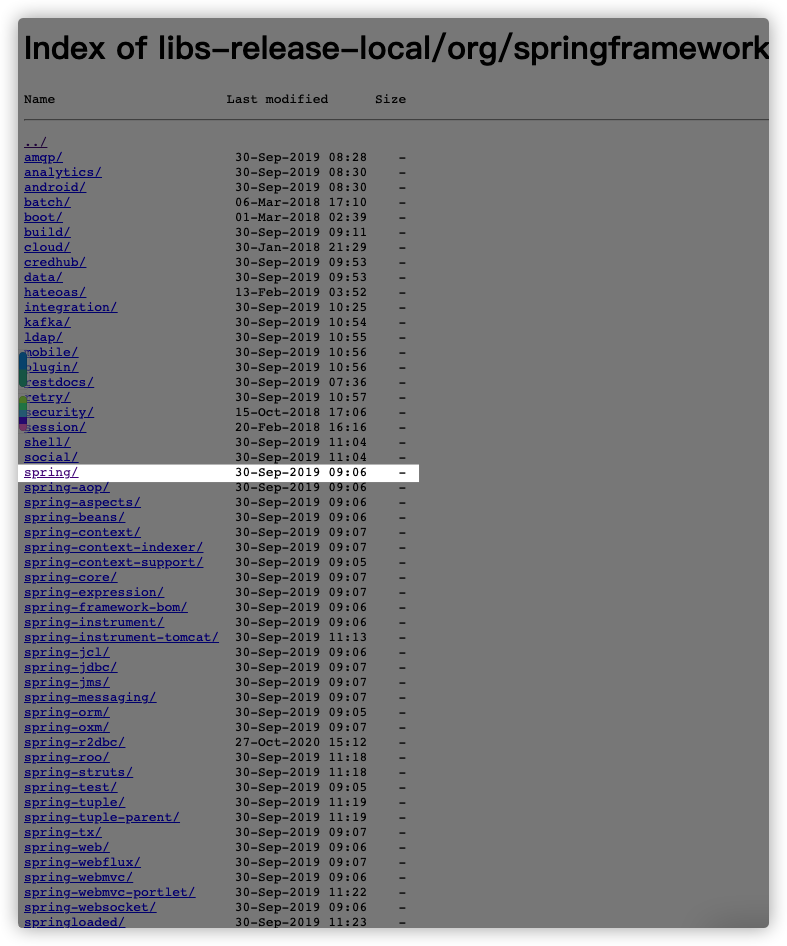 Index of libs-release-local/org/springframework
Name Last modified Size
../
amqp/ 30-Sep-2019 08:28 -
analytics/ 30-Sep-2019 08:30 -
android/ 30-Sep-2019 08:30 -
batch/ 06-Mar-2018 17:10 -
boot/ 01-Mar-2018 02:39 -
build/ 30-Sep-2019 09:11 -
cloud/ 30-Jan-2018 21:29 -
credhub/ 30-Sep-2019 09:53 -
data/ 30-Sep-2019 09:53 -
hateoas/ 13-Feb-2019 03:52 -
integration/ 30-Sep-2019 10:25 -
kafka/ 30-Sep-2019 10:54 -
ldap/ 30-Sep-2019 10:55 -
mobile/ 30-Sep-2019 10:56 -
plugin/ 30-Sep-2019 10:56 -
restdocs/ 30-Sep-2019 07:36 -
retry/ 30-Sep-2019 10:57 -
security/ 15-Oct-2018 17:06 -
session/ 20-Feb-2018 16:16 -
shell/ 30-Sep-2019 11:04 -
social/ 30-Sep-2019 11:04 -
spring/ 30-Sep-2019 09:06 -
spring-aop/ 30-Sep-2019 09:06 -
spring-aspects/ 30-Sep-2019 09:06 -
spring-beans/ 30-Sep-2019 09:06 -
spring-context/ 30-Sep-2019 09:07 -
spring-context-indexer/ 30-Sep-2019 09:07 -
spring-context-support/ 30-Sep-2019 09:05 -
spring-core/ 30-Sep-2019 09:07 -
spring-expression/ 30-Sep-2019 09:07 -
spring-framework-bom/ 30-Sep-2019 09:06 -
spring-instrument/ 30-Sep-2019 09:06 -
spring-instrument-tomcat/ 30-Sep-2019 11:13 -
spring-jcl/ 30-Sep-2019 09:06 -
spring-jdbc/ 30-Sep-2019 09:07 -
spring-jms/ 30-Sep-2019 09:07 -
spring-messaging/ 30-Sep-2019 09:07 -
spring-orm/ 30-Sep-2019 09:05 -
spring-oxm/ 30-Sep-2019 09:07 -
spring-r2dbc/ 27-Oct-2020 15:12 -
spring-roo/ 30-Sep-2019 11:18 -
spring-struts/ 30-Sep-2019 11:18 -
spring-test/ 30-Sep-2019 09:05 -
spring-tuple/ 30-Sep-2019 11:19 -
spring-tuple-parent/ 30-Sep-2019 11:19 -
spring-tx/ 30-Sep-2019 09:07 -
spring-web/ 30-Sep-2019 09:06 -
spring-webflux/ 30-Sep-2019 09:07 -
spring-webmvc/ 30-Sep-2019 09:06 -
spring-webmvc-portlet/ 30-Sep-2019 11:22 -
spring-websocket/ 30-Sep-2019 09:06 -
springloaded/ 30-Sep-2019 11:23 -